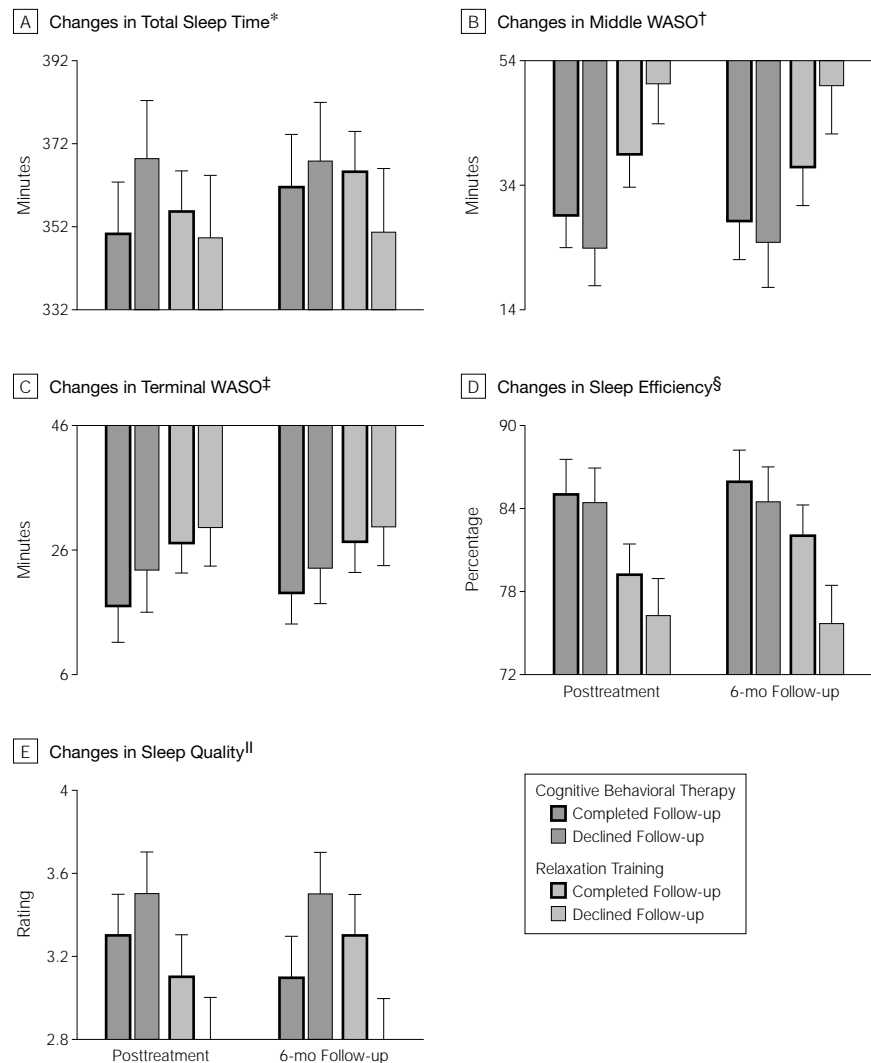 A Changes in Total Sleep Time*
392
372
352
332
Minutes
B Changes in Middle WASO†
54
34
14
Minutes
C Changes in Terminal WASO‡
46
26
6
Minutes
D Changes in Sleep Efficiency§
90
84
78
72
Percentage
Posttreatment 6-mo Follow-up
E Changes in Sleep Quality||
4
3.6
3.2
2.8
Rating
Posttreatment 6-mo Follow-up
Cognitive Behavioral Therapy
Completed Follow-up
Declined Follow-up
Relaxation Training
Completed Follow-up
Declined Follow-up